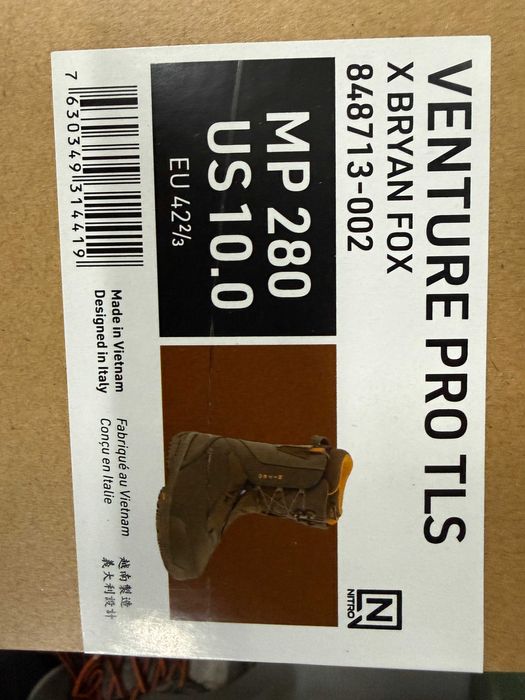 VENTURE PRO TLS
X BRYAN FOX
848713-002
NITRO
MP 280
US 10.0
EU 42⅔
7 630349 314419
Made in Vietnam
Designed in Italy
Fabriqué au Vietnam
Conçu en Italie
越南製造
義大利設計